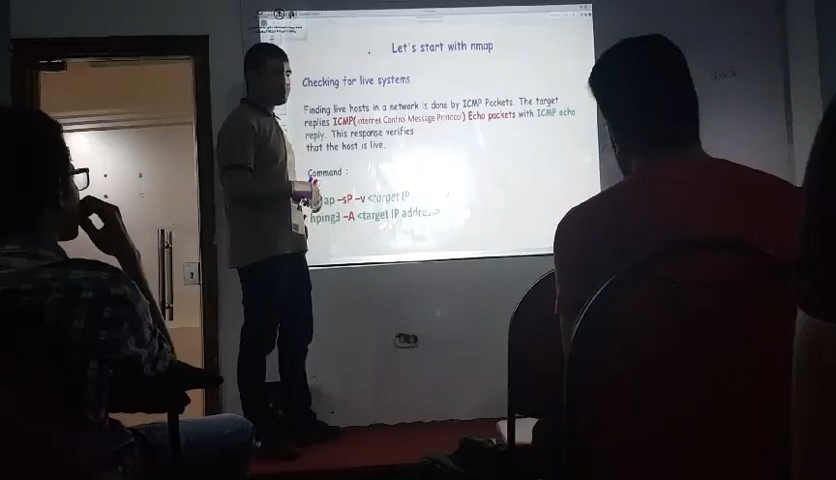 Let's start with nmap
Checking for live systems
Finding live hosts in a network is done by ICMP Packets. The target
replies ICMP(Internet Control Message Protocol) Echo packets with ICMP echo
reply. This response verifies
that the host is live.
Command :
ap –sP –v <target IP
hping3 –A <target IP address>